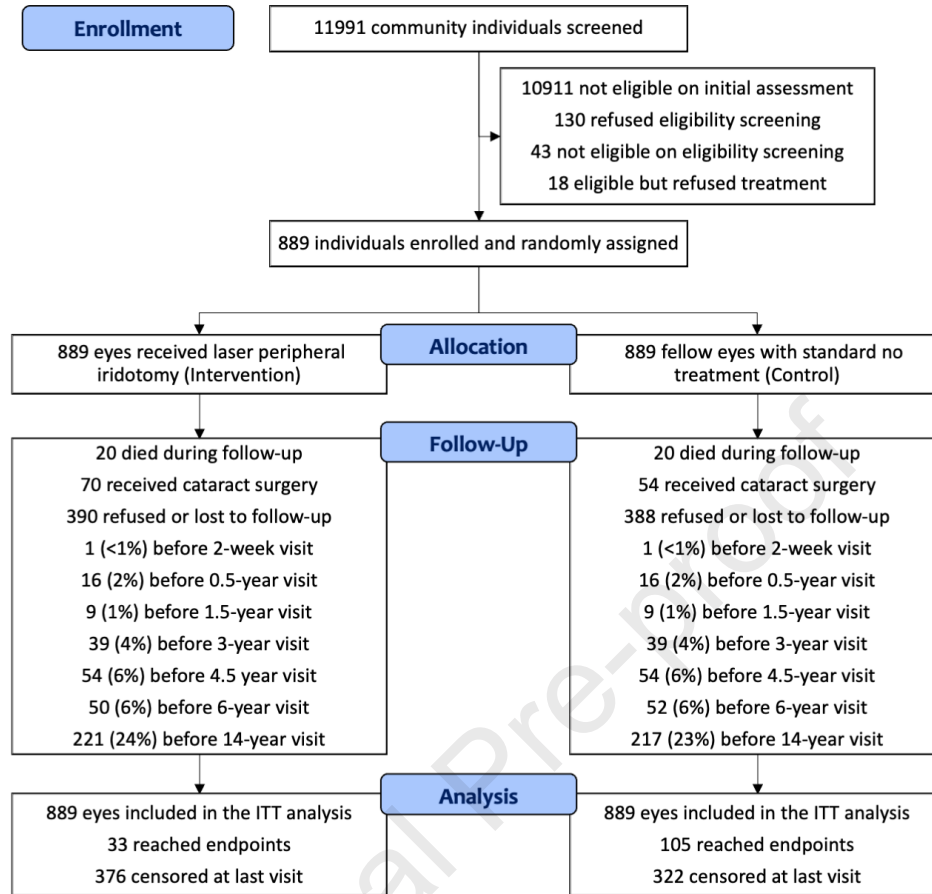 Enrollment
11991 community individuals screened
10911 not eligible on initial assessment
130 refused eligibility screening
43 not eligible on eligibility screening
18 eligible but refused treatment
889 individuals enrolled and randomly assigned
Allocation
889 eyes received laser peripheral
iridotomy (Intervention)
889 fellow eyes with standard no
treatment (Control)
Follow-Up
20 died during follow-up
70 received cataract surgery
390 refused or lost to follow-up
1 (<1%) before 2-week visit
16 (2%) before 0.5-year visit
9 (1%) before 1.5-year visit
39 (4%) before 3-year visit
54 (6%) before 4.5 year visit
50 (6%) before 6-year visit
221 (24%) before 14-year visit
20 died during follow-up
54 received cataract surgery
388 refused or lost to follow-up
1 (<1%) before 2-week visit
16 (2%) before 0.5-year visit
9 (1%) before 1.5-year visit
39 (4%) before 3-year visit
54 (6%) before 4.5-year visit
52 (6%) before 6-year visit
217 (23%) before 14-year visit
Analysis
889 eyes included in the ITT analysis
33 reached endpoints
376 censored at last visit
889 eyes included in the ITT analysis
105 reached endpoints
322 censored at last visit
al Pre-proof